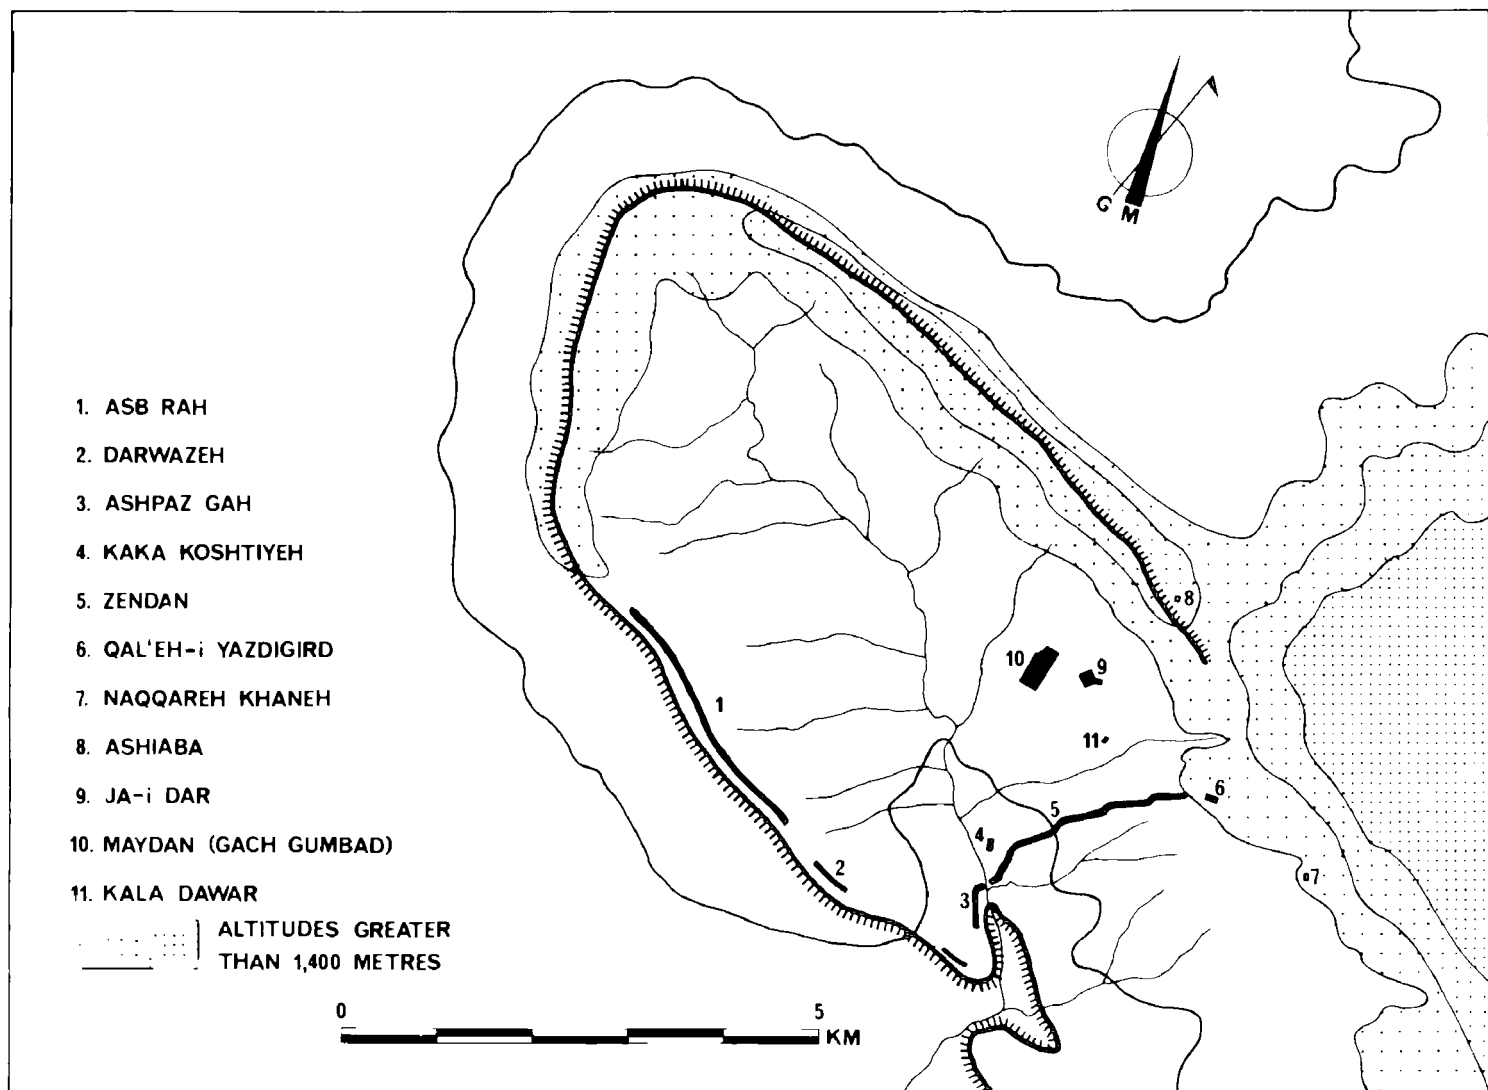 G M
1. ASB RAH
2. DARWAZEH
3. ASHPAZ GAH
4. KAKA KOSHTIYEH
5. ZENDAN
6. QAL'EH-i YAZDIGIRD
7. NAQQAREH KHANEH
8. ASHIABA
9. JA-i DAR
10. MAYDAN (GACH GUMBAD)
11. KALA DAWAR
ALTITUDES GREATER
THAN 1,400 METRES
8
10
9
1
11
6
5
4
2
7
3
0 5
KM